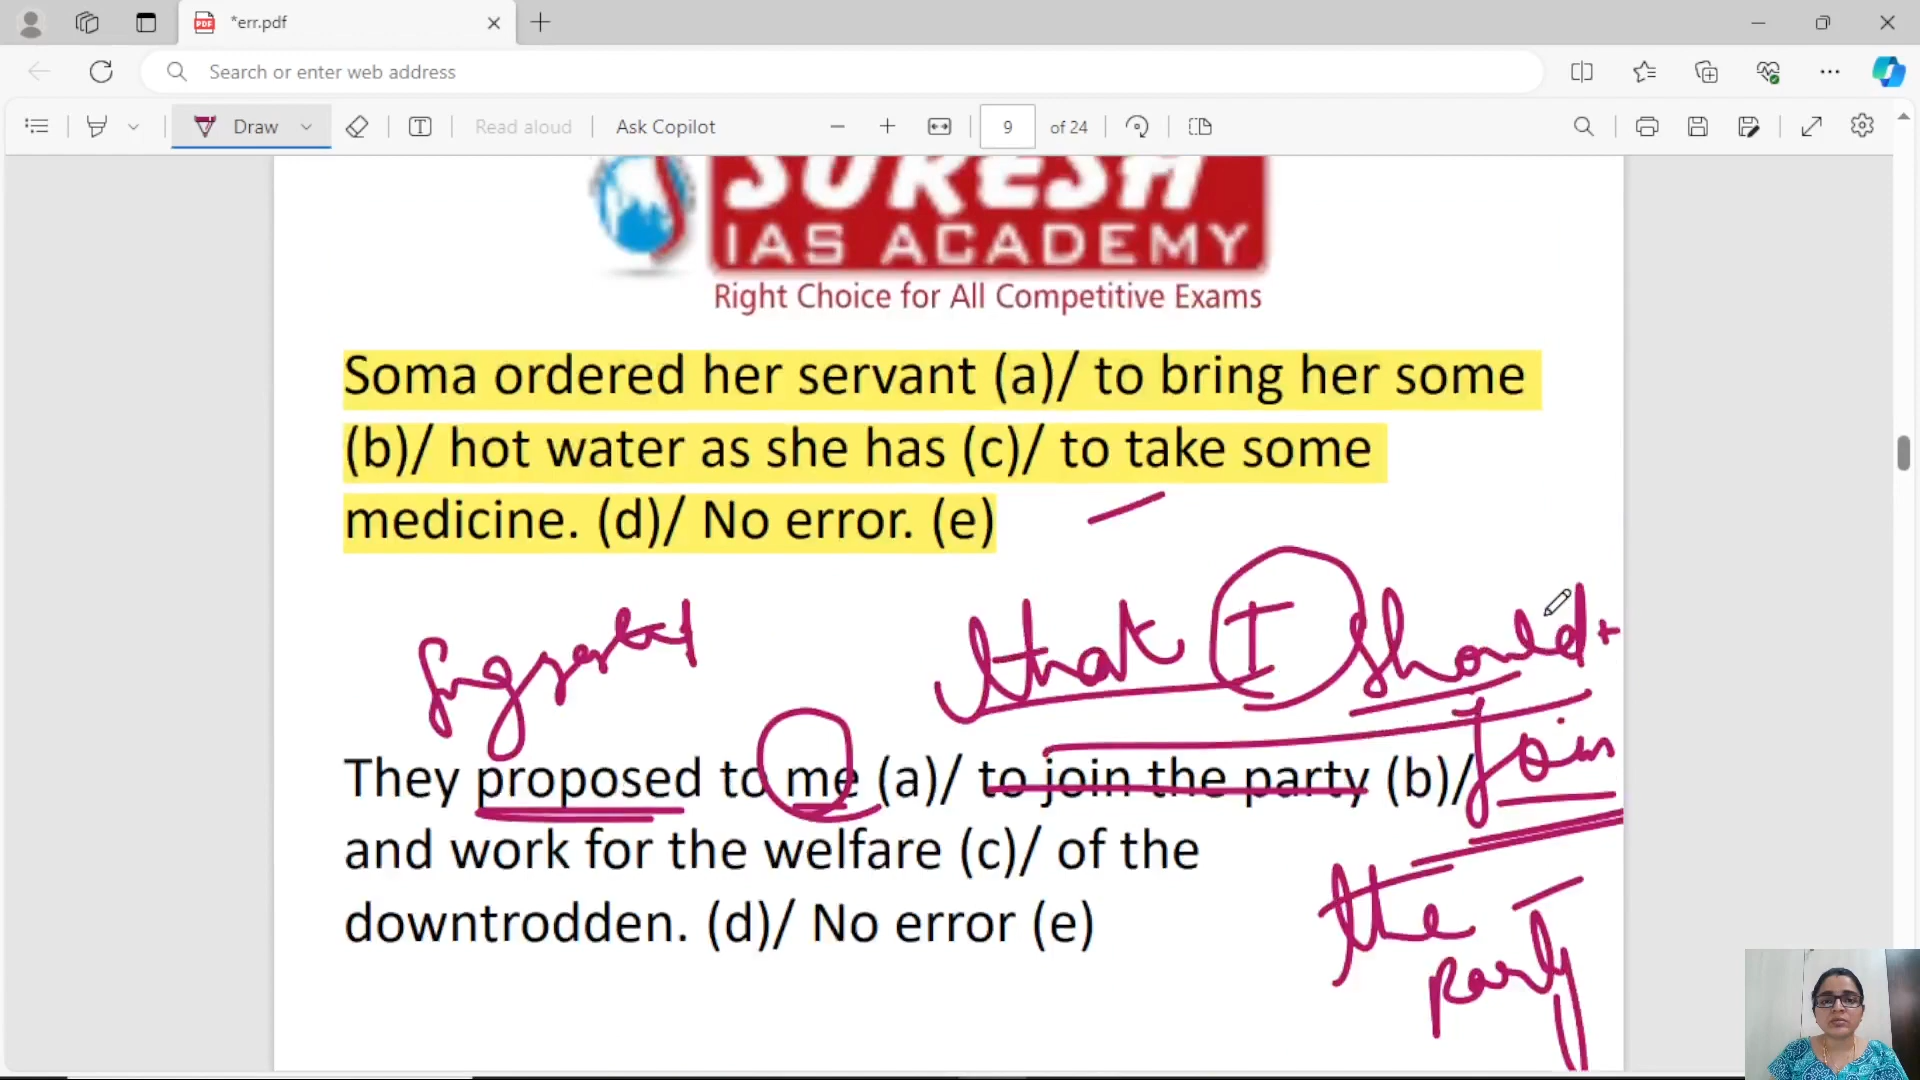 *err.pdf
Search or enter web address
Draw
Read aloud
Ask Copilot
9 of 24
SURESH
IAS ACADEMY
Right Choice for All Competitive Exams
Soma ordered her servant (a)/ to bring her some
(b)/ hot water as she has (c)/ to take some
medicine. (d)/ No error. (e)
that I should +
join
They proposed to me (a)/ to join the party (b)/
and work for the welfare (c)/ of the
the
downtrodden. (d)/ No error (e)
party